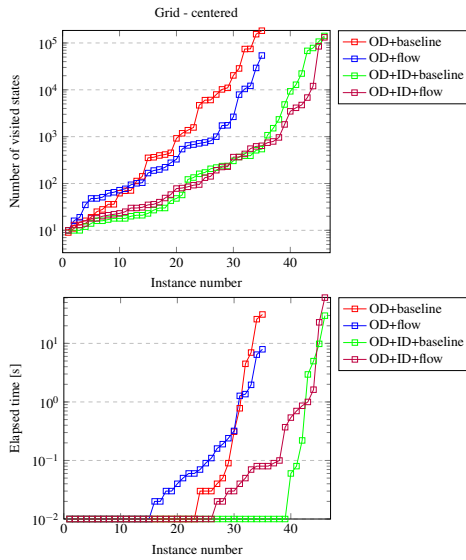 Grid - centered
Number of visited states
10^5
10^4
10^3
10^2
10^1
0 10 20 30 40
Instance number
OD+baseline
OD+flow
OD+ID+baseline
OD+ID+flow
Elapsed time [s]
10^1
10^0
10^−1
10^−2
0 10 20 30 40
Instance number
OD+baseline
OD+flow
OD+ID+baseline
OD+ID+flow